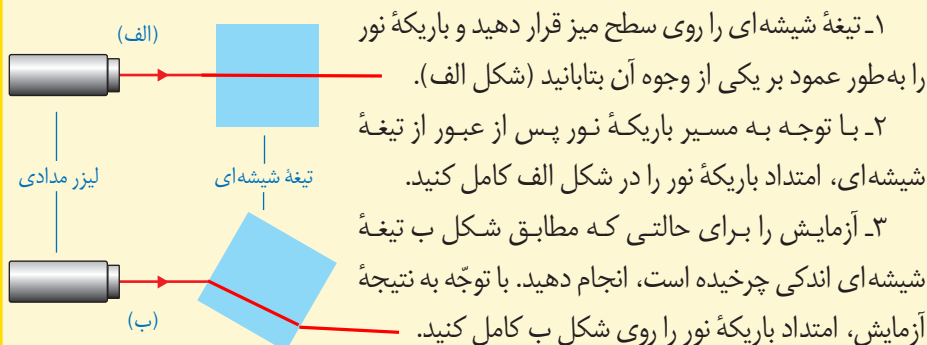 ۱ـ تیغهٔ شیشه‌ای را روی سطح میز قرار دهید و باریکهٔ نور
را به‌طور عمود بر یکی از وجوه آن بتابانید (شکل الف).
۲ـ با توجه به مسیر باریکهٔ نور پس از عبور از تیغهٔ
شیشه‌ای، امتداد باریکهٔ نور را در شکل الف کامل کنید.
۳ـ آزمایش را برای حالتی که مطابق شکل ب تیغهٔ
شیشه‌ای اندکی چرخیده است، انجام دهید. با توجّه به نتیجهٔ
آزمایش، امتداد باریکهٔ نور را روی شکل ب کامل کنید.
(الف)
تیغهٔ شیشه‌ای
لیزر مدادی
(ب)